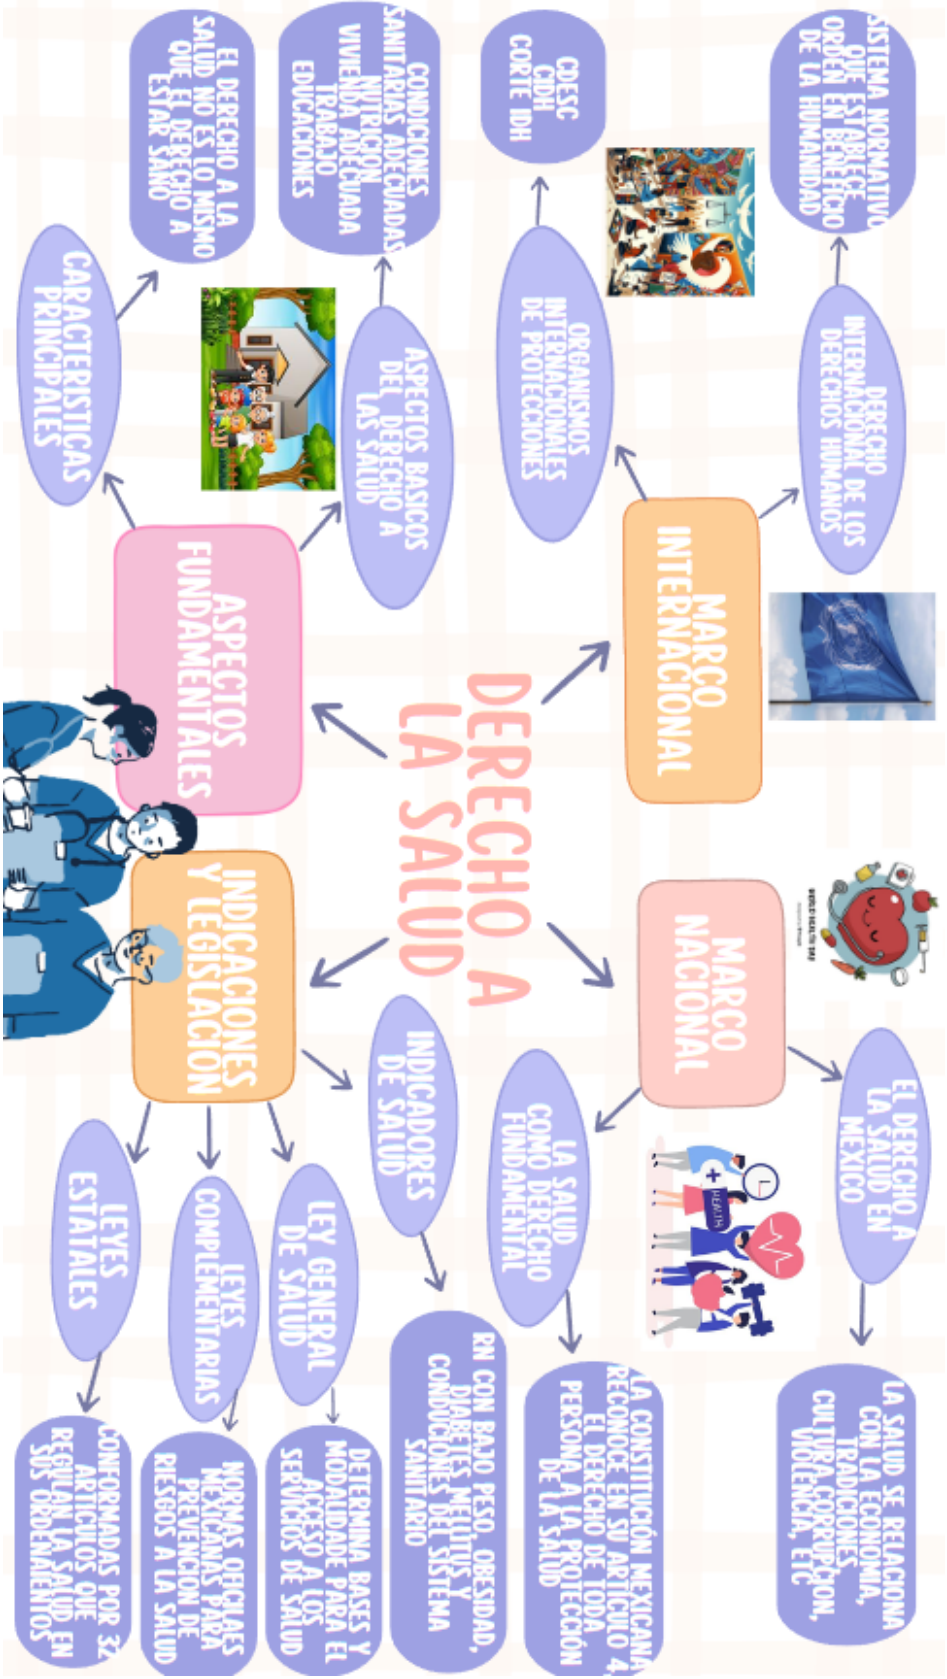 DERECHO A
LA SALUD
MARCO
INTERNACIONAL
DERECHO
INTERNACIONAL DE LOS
DERECHOS HUMANOS
SISTEMA NORMATIVO
QUE ESTABLECE
ORDEN EN BENEFICIO
DE LA HUMANIDAD
ORGANISMOS
INTERNACIONALES
DE PROTECCIONES
CDESC
CIDH
CORTE IDH
MARCO
NACIONAL
WORLD HEALTH DAY
EL DERECHO A
LA SALUD EN
MEXICO
LA SALUD SE RELACIONA
CON LA ECONOMIA,
TRADICIONES
CULTURA,CORRUPCION,
VIOLENCIA, ETC
HEALTH
LA SALUD
COMO DERECHO
FUNDAMENTAL
LA CONSTITUCIÓN MEXICANA
RECONOCE EN SU ARTICULO 4,
EL DERECHO DE TODA
PERSONA A LA PROTECCIÓN
DE LA SALUD
ASPECTOS
FUNDAMENTALES
ASPECTOS BASICOS
DEL DERECHO A
LAS SALUD
CONDICIONES
SANITARIAS ADECUADAS
NUTRICION
VIVIENDA ADECUADA
TRABAJO
EDUCACIONES
CARACTERISTICAS
PRINCIPALES
EL DERECHO A LA
SALUD NO ES LO MISMO
QUE EL DERECHO A
ESTAR SANO
INDICACIONES
Y LEGISLACION
INDICADORES
DE SALUD
RN CON BAJO PESO, OBESIDAD,
DIABETES MELLITUS Y
CONDUCIONES DEL SISTEMA
SANITARIO
LEY GENERAL
DE SALUD
DETERMINA BASES Y
MODALIDADE PARA EL
ACCESO A LOS
SERVICIOS DE SALUD
LEYES
COMPLEMENTARIAS
NORMAS OFICLAES
MEXICANAS PARA
PREVENCION DE
RIESGOS A LA SALUD
LEYES
ESTATALES
CONFORMADAS POR 32
ARTICULOS QUE
REGULAN LA SALUD EN
SUS ORDENAMIENTOS